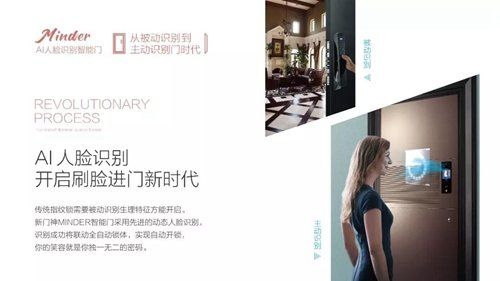 Minder
AI人脸识别智能门
从被动识别到
主动识别门时代
REVOLUTIONARY
PROCESS
AI 人脸识别
开启刷脸进门新时代
传统指纹锁需要被动识别生理特征方能开启。
新门神MINDER智能门采用先进的动态人脸识别,
识别成功将联动全自动锁体,实现自动开锁,
你的笑容就是你独一无二的密码。
被动识别
主动识别